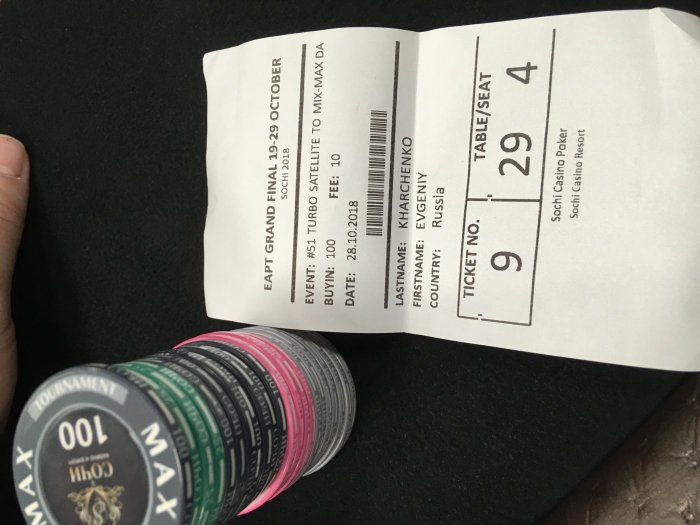 EAPT GRAND FINAL 19-29 OCTOBER
SOCHI 2018
EVENT: #51 TURBO SATELLITE TO MIX-MAX DA
BUYIN: 100 FEE: 10
DATE: 28.10.2018
LASTNAME: KHARCHENKO
FIRSTNAME: EVGENIY
COUNTRY: Russia
TICKET NO. TABLE/SEAT
9 29 4
Sochi Casino Poker
Sochi Casino Resort
TOURNAMENT
100
СОЧИ
MAX
MAX